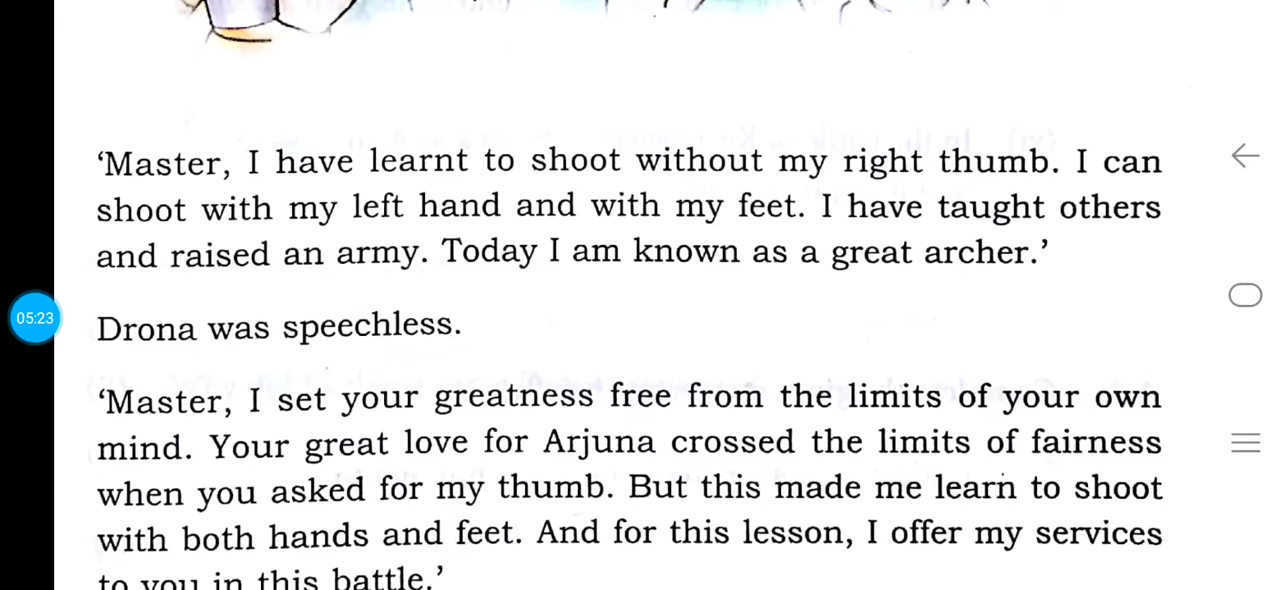 'Master, I have learnt to shoot without my right thumb. I can
shoot with my left hand and with my feet. I have taught others
and raised an army. Today I am known as a great archer.'
05:23
Drona was speechless.
'Master, I set your greatness free from the limits of your own
mind. Your great love for Arjuna crossed the limits of fairness
when you asked for my thumb. But this made me learn to shoot
with both hands and feet. And for this lesson, I offer my services
to you in this battle.'